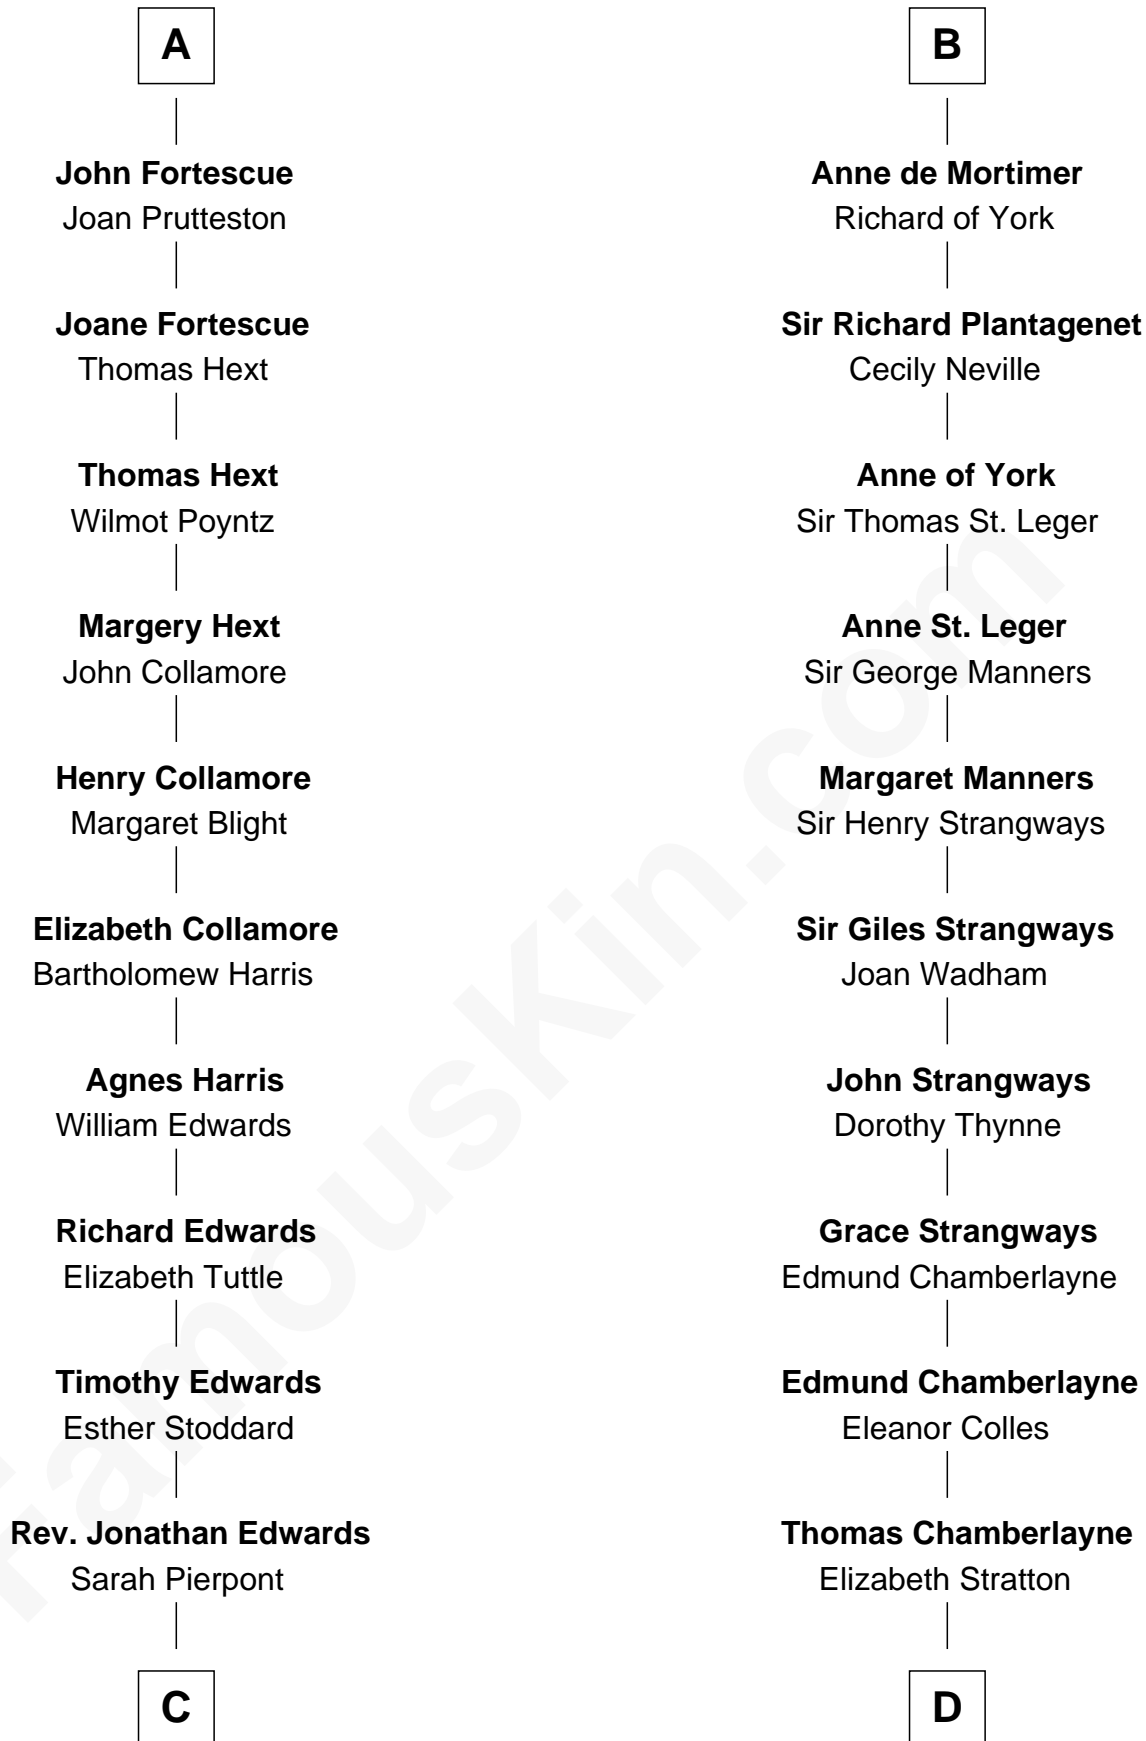 A
John Fortescue
Joan Prutteston
Joane Fortescue
Thomas Hext
Thomas Hext
Wilmot Poyntz
Margery Hext
John Collamore
Henry Collamore
Margaret Blight
Elizabeth Collamore
Bartholomew Harris
Agnes Harris
William Edwards
Richard Edwards
Elizabeth Tuttle
Timothy Edwards
Esther Stoddard
Rev. Jonathan Edwards
Sarah Pierpont
C
B
Anne de Mortimer
Richard of York
Sir Richard Plantagenet
Cecily Neville
Anne of York
Sir Thomas St. Leger
Anne St. Leger
Sir George Manners
Margaret Manners
Sir Henry Strangways
Sir Giles Strangways
Joan Wadham
John Strangways
Dorothy Thynne
Grace Strangways
Edmund Chamberlayne
Edmund Chamberlayne
Eleanor Colles
Thomas Chamberlayne
Elizabeth Stratton
D
FamousKin.com